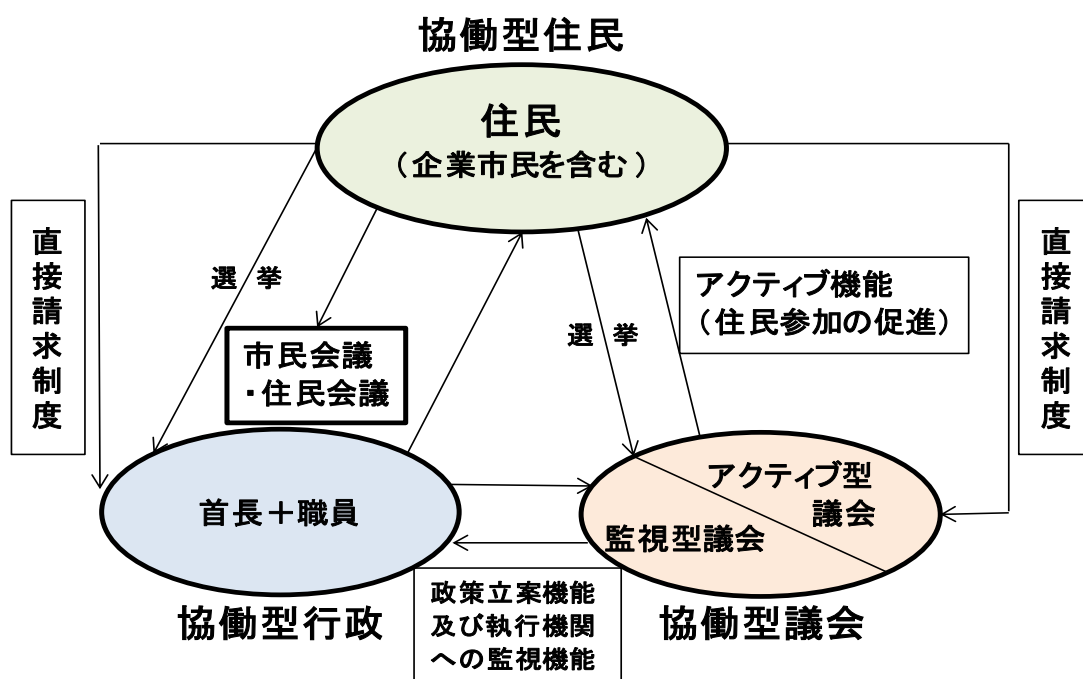 協働型住民
住民
（企業市民を含む）
直接請求制度
選 挙
市民会議
・住民会議
選 挙
アクティブ機能
（住民参加の促進）
直接請求制度
首長＋職員
アクティブ型
議会
監視型議会
協働型行政
政策立案機能
及び執行機関
への監視機能
協働型議会